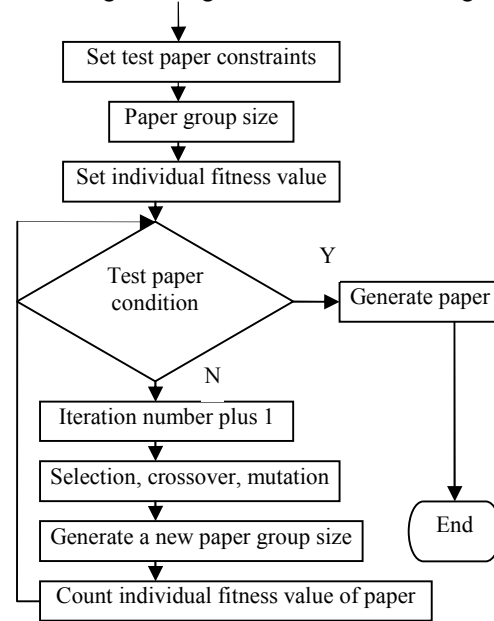 Set test paper constraints
Paper group size
Set individual fitness value
Test paper
condition
Y
Generate paper
N
Iteration number plus 1
Selection, crossover, mutation
Generate a new paper group size
End
Count individual fitness value of paper